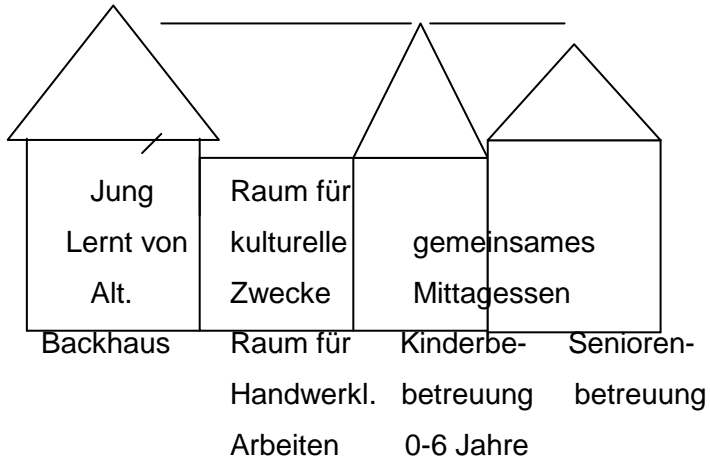 Jung Raum für
Lernt von kulturelle gemeinsames
Alt. Zwecke Mittagessen
Backhaus Raum für Kinderbe- Senioren-
Handwerkl. betreuung betreuung
Arbeiten 0-6 Jahre